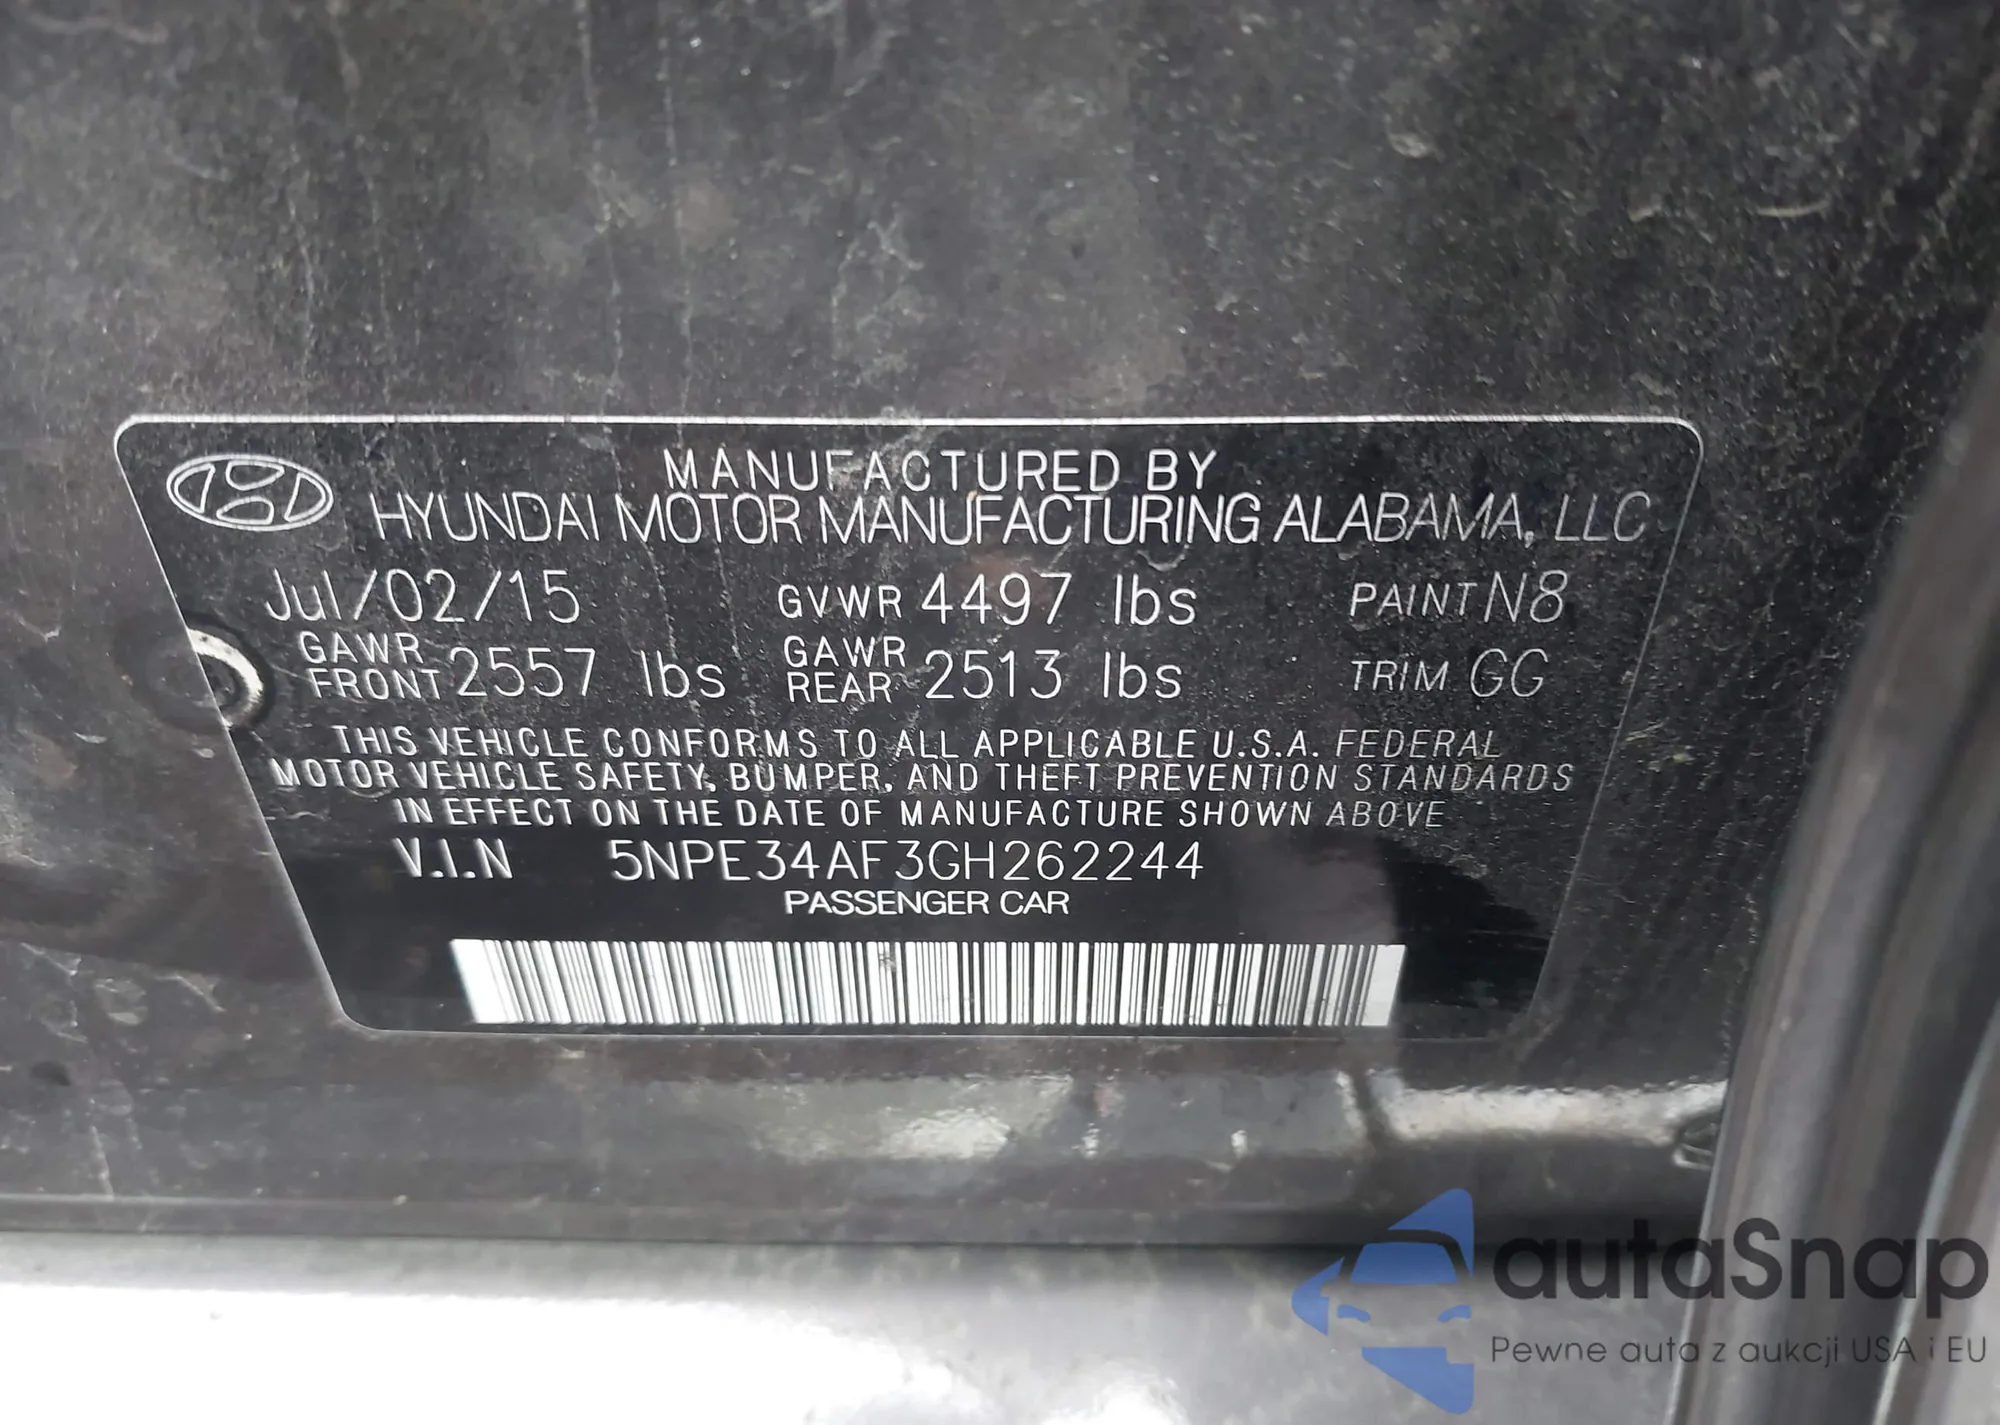 MANUFACTURED BY
HYUNDAI MOTOR MANUFACTURING ALABAMA, LLC
Jul/02/15 GVWR 4497 lbs PAINT N8
GAWR FRONT 2557 lbs GAWR REAR 2513 lbs TRIM GG
THIS VEHICLE CONFORMS TO ALL APPLICABLE U.S.A. FEDERAL
MOTOR VEHICLE SAFETY, BUMPER, AND THEFT PREVENTION STANDARDS
IN EFFECT ON THE DATE OF MANUFACTURE SHOWN ABOVE
V.I.N 5NPE34AF3GH262244
PASSENGER CAR
autaSnap
Pewne auta z aukcji USA i EU